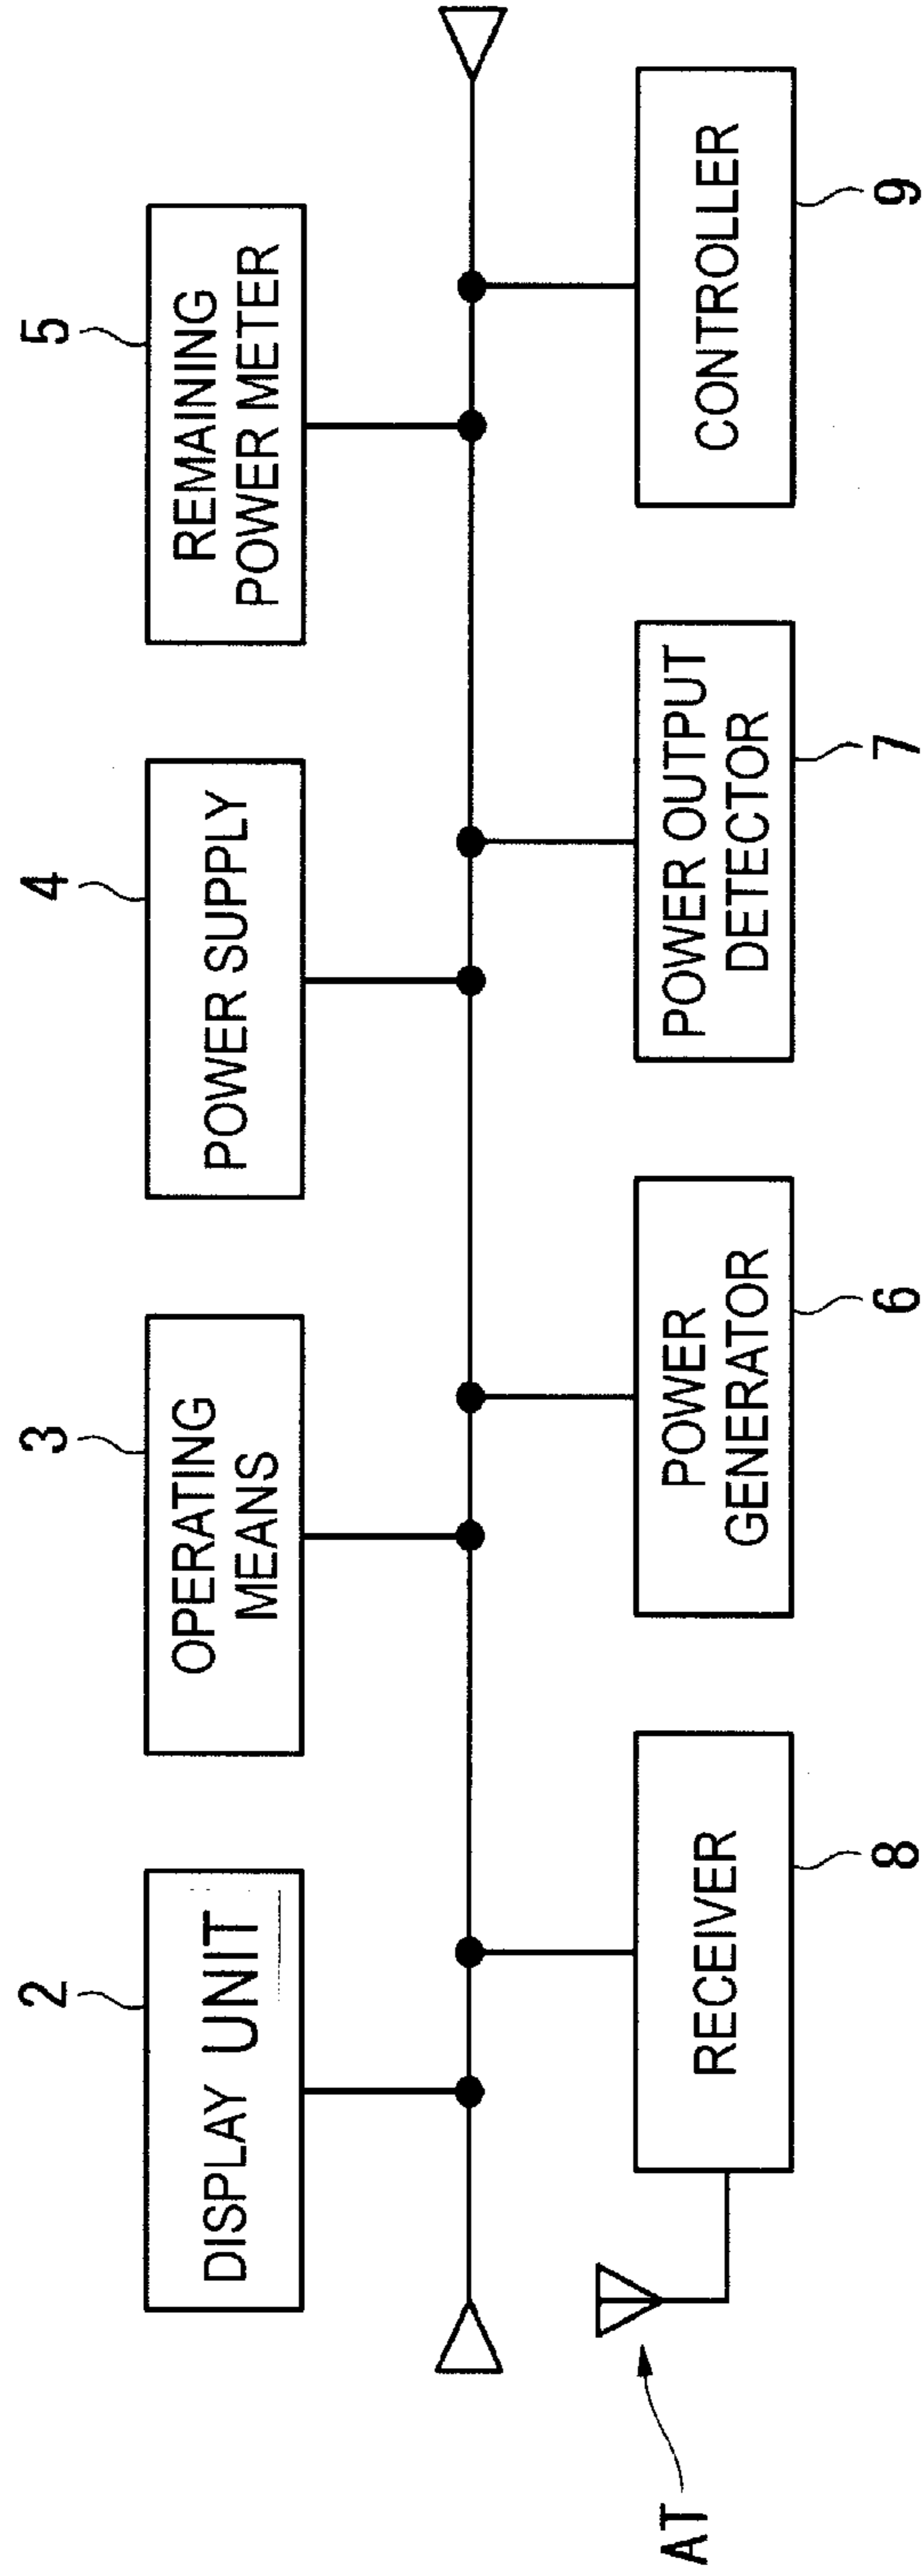 2
DISPLAY UNIT
3
OPERATING
MEANS
4
POWER SUPPLY
5
REMAINING
POWER METER
AT
RECEIVER
8
POWER
GENERATOR
6
POWER OUTPUT
DETECTOR
7
CONTROLLER
9